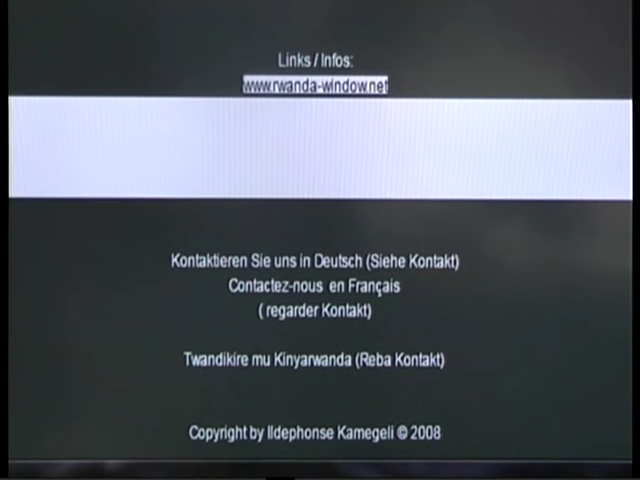 Links / Infos:
www.rwanda-window.net
Kontaktieren Sie uns in Deutsch (Siehe Kontakt)
Contactez-nous en Français
( regarder Kontakt)
Twandikire mu Kinyarwanda (Reba Kontakt)
Copyright by Ildephonse Kamegeli © 2008